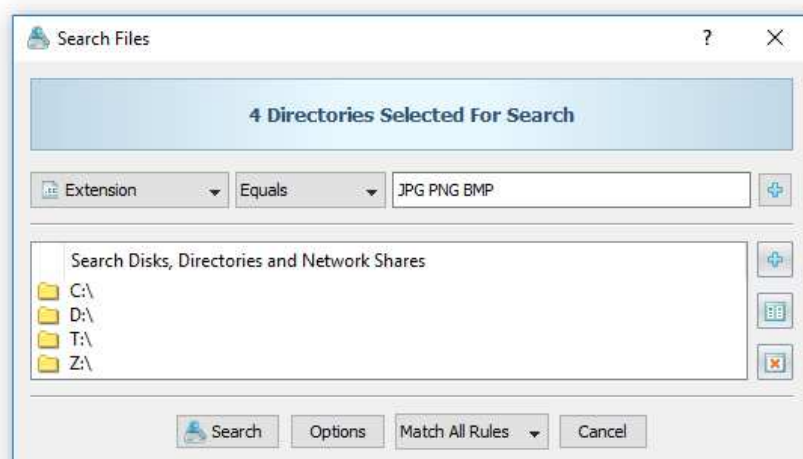 Search Files ?
4 Directories Selected For Search
Extension Equals JPG PNG BMP
Search Disks, Directories and Network Shares
C:\
D:\
T:\
Z:\
Search Options Match All Rules Cancel